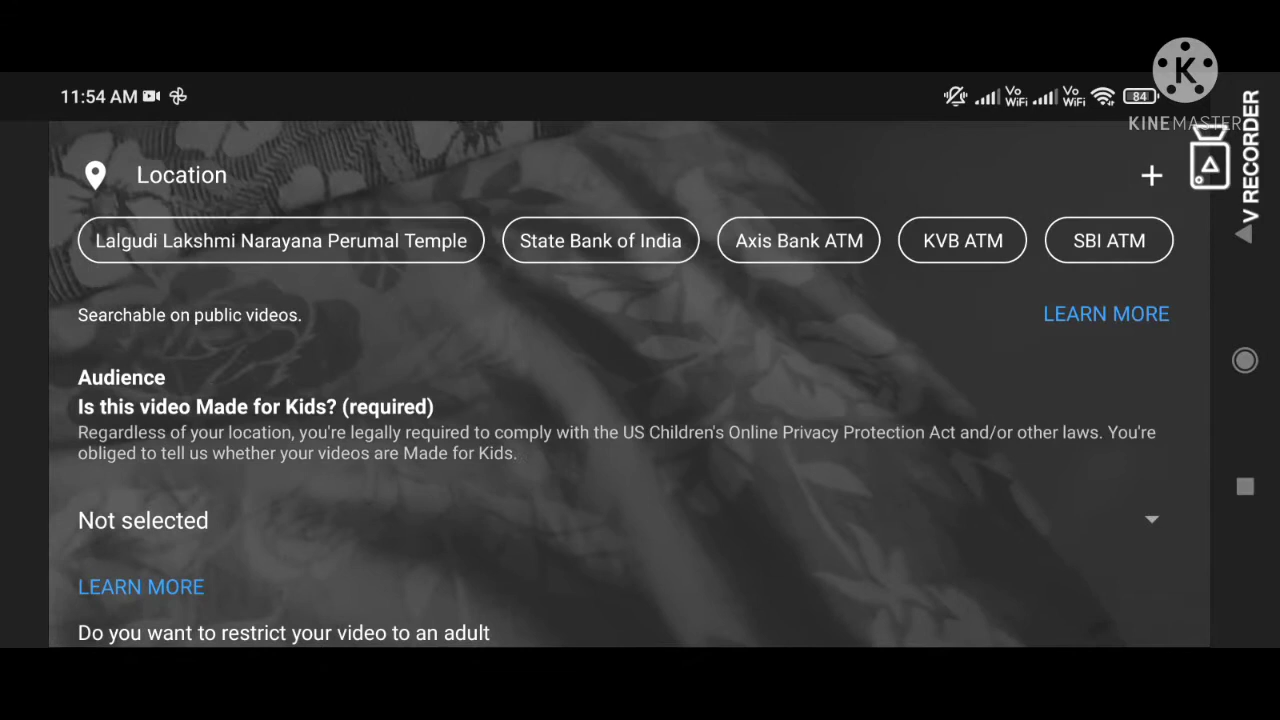 11:54 AM
Vo WiFi Vo WiFi 84
K
KINEMASTER
V RECORDER
Location
+
Lalgudi Lakshmi Narayana Perumal Temple State Bank of India Axis Bank ATM KVB ATM SBI ATM
Searchable on public videos. LEARN MORE
Audience
Is this video Made for Kids? (required)
Regardless of your location, you're legally required to comply with the US Children's Online Privacy Protection Act and/or other laws. You're
obliged to tell us whether your videos are Made for Kids.
Not selected
LEARN MORE
Do you want to restrict your video to an adult